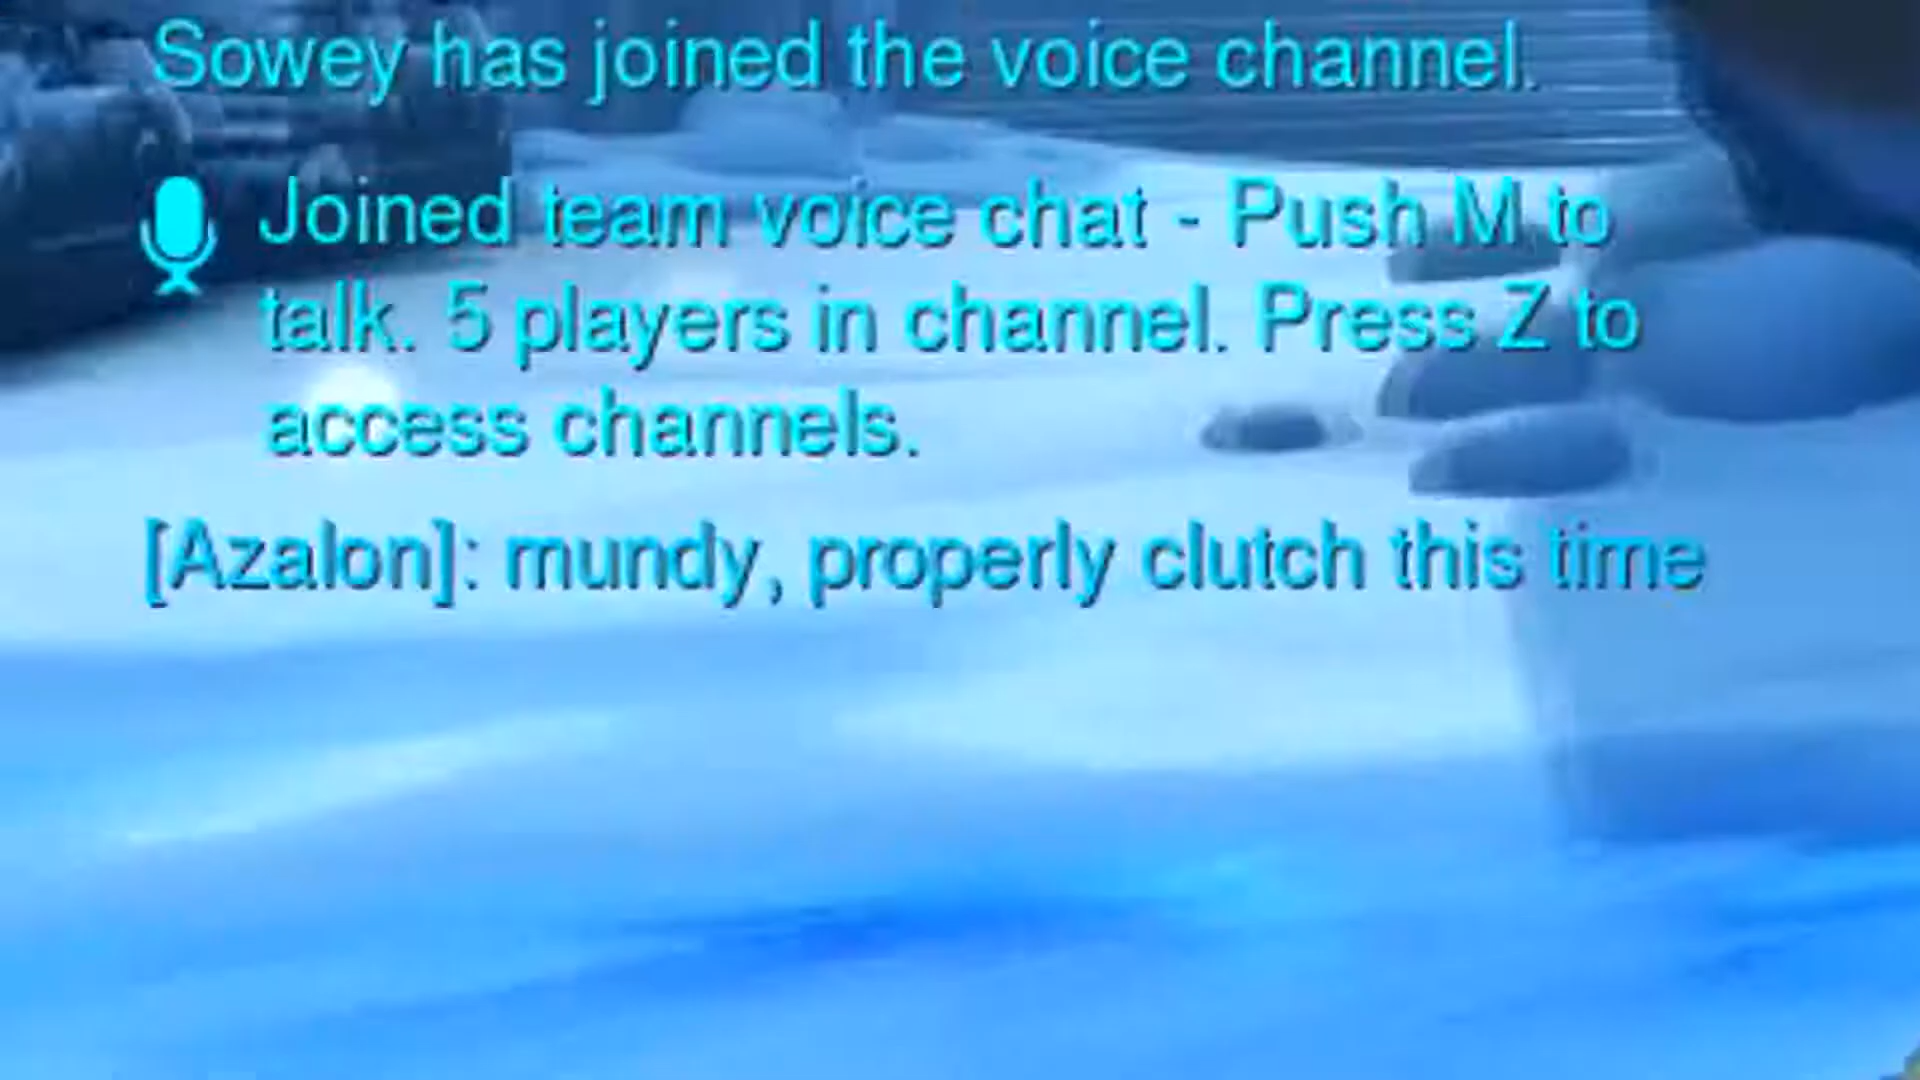 Sowey has joined the voice channel.
Joined team voice chat - Push M to
talk. 5 players in channel. Press Z to
access channels.
[Azalon]: mundy, properly clutch this time